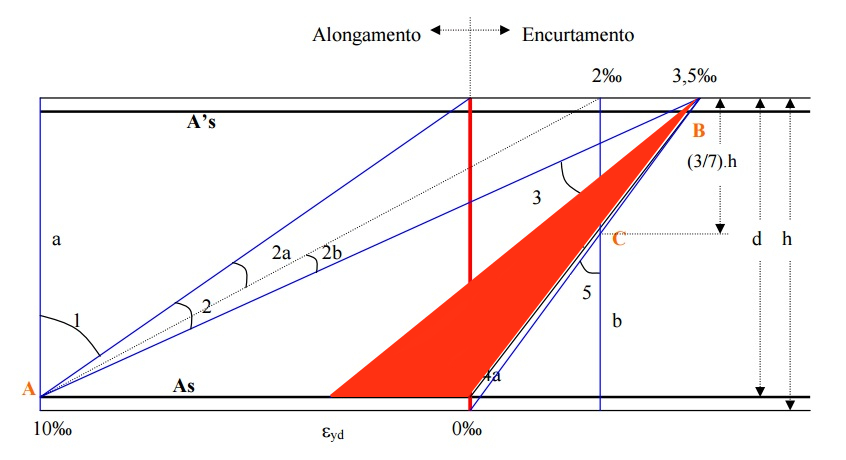 Alongamento
Encurtamento
2‰
3,5‰
A’s
B
(3/7).h
3
a
2a
2b
C
d
h
2
5
1
b
4a
A
As
10‰
εyd
0‰